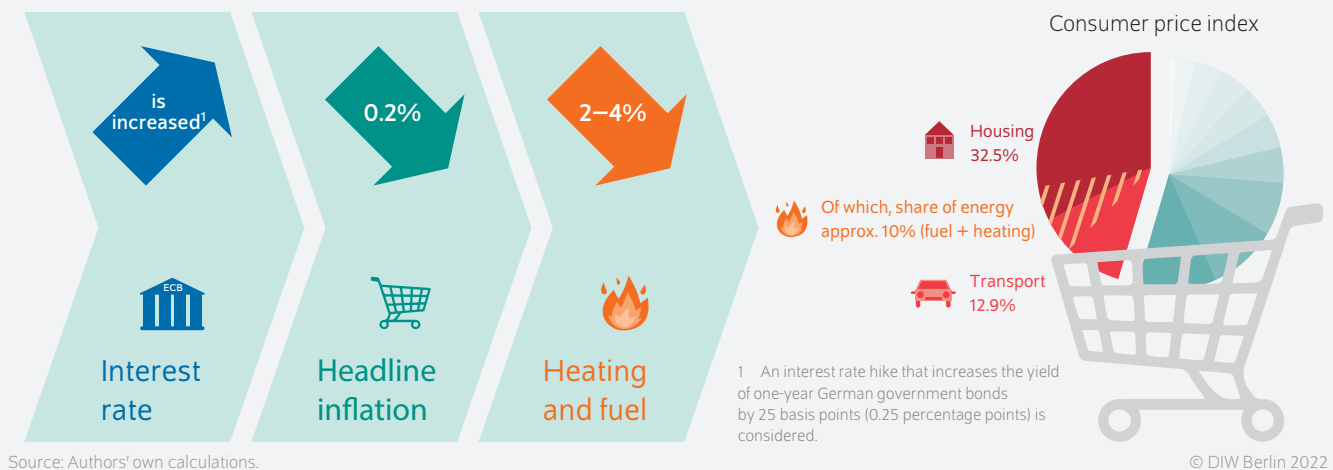 is
increased¹
ECB
Interest
rate
0.2%
Headline
inflation
2–4%
Heating
and fuel
Consumer price index
Housing
32.5%
Of which, share of energy
approx. 10% (fuel + heating)
Transport
12.9%
1 An interest rate hike that increases the yield
of one-year German government bonds
by 25 basis points (0.25 percentage points) is
considered.
Source: Authors’ own calculations.
© DIW Berlin 2022